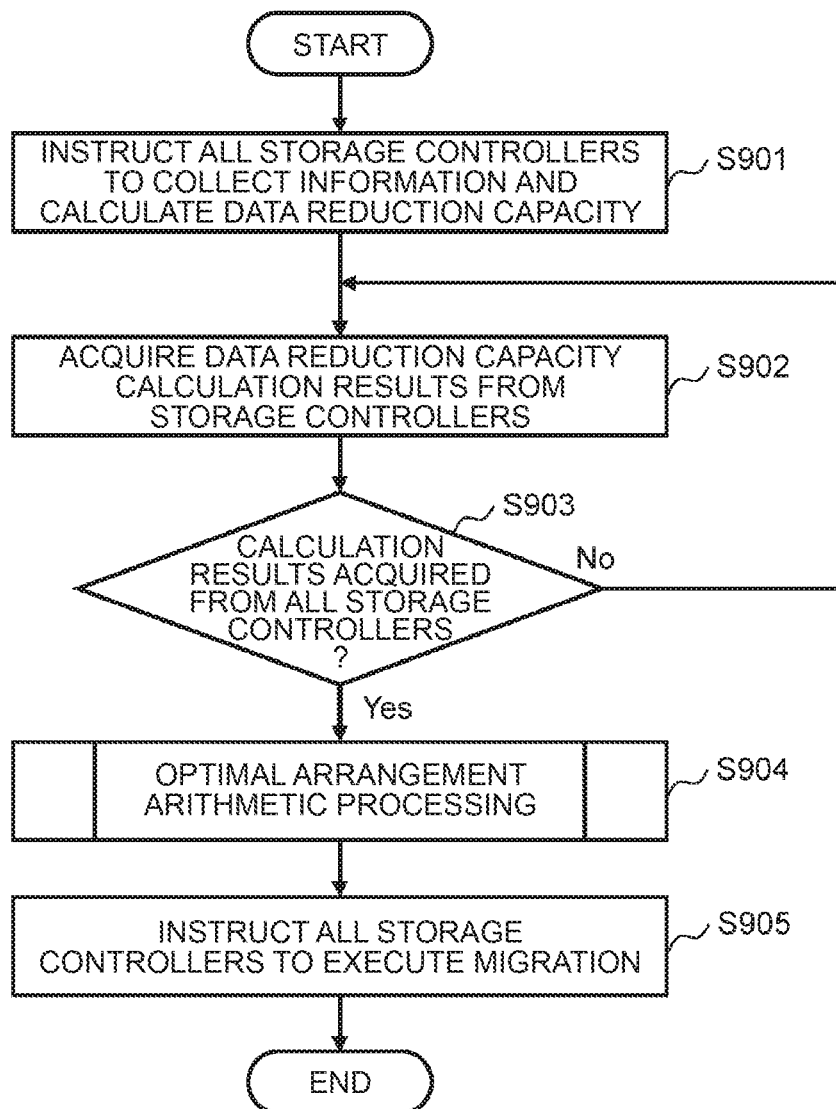 START
INSTRUCT ALL STORAGE CONTROLLERS
TO COLLECT INFORMATION AND
CALCULATE DATA REDUCTION CAPACITY
S901
ACQUIRE DATA REDUCTION CAPACITY
CALCULATION RESULTS FROM
STORAGE CONTROLLERS
S902
S903
CALCULATION
RESULTS ACQUIRED
FROM ALL STORAGE
CONTROLLERS
?
No
Yes
OPTIMAL ARRANGEMENT
ARITHMETIC PROCESSING
S904
INSTRUCT ALL STORAGE
CONTROLLERS TO EXECUTE MIGRATION
S905
END